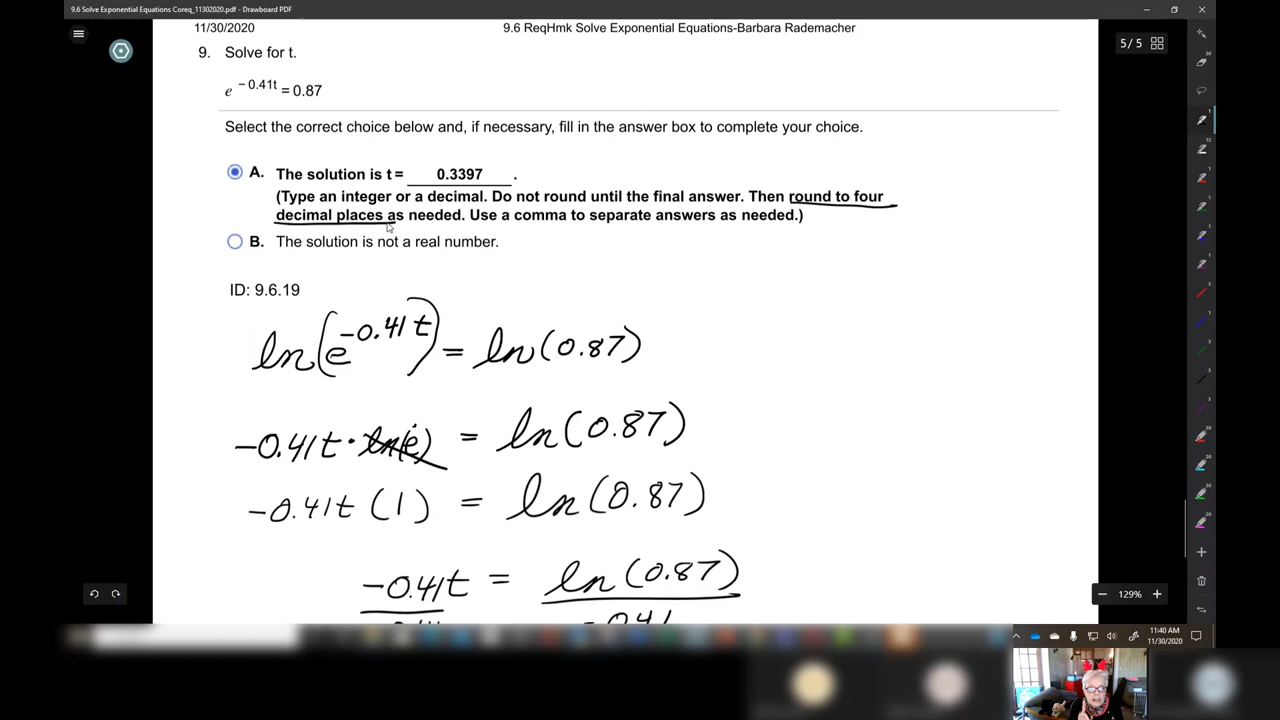 9.6 Solve Exponential Equations Coreq_11302020.pdf - Drawboard PDF
11/30/2020
9.6 ReqHmk Solve Exponential Equations-Barbara Rademacher
5 / 5
9. Solve for t.
e −0.41t = 0.87
Select the correct choice below and, if necessary, fill in the answer box to complete your choice.
A. The solution is t = 0.3397 .
(Type an integer or a decimal. Do not round until the final answer. Then round to four
decimal places as needed. Use a comma to separate answers as needed.)
B. The solution is not a real number.
ID: 9.6.19
ln(e −0.41t) = ln(0.87)
−0.41t · ln(e) = ln(0.87)
−0.41t (1) = ln(0.87)
−0.41t = ln(0.87)
129%
11:40 AM
11/30/2020